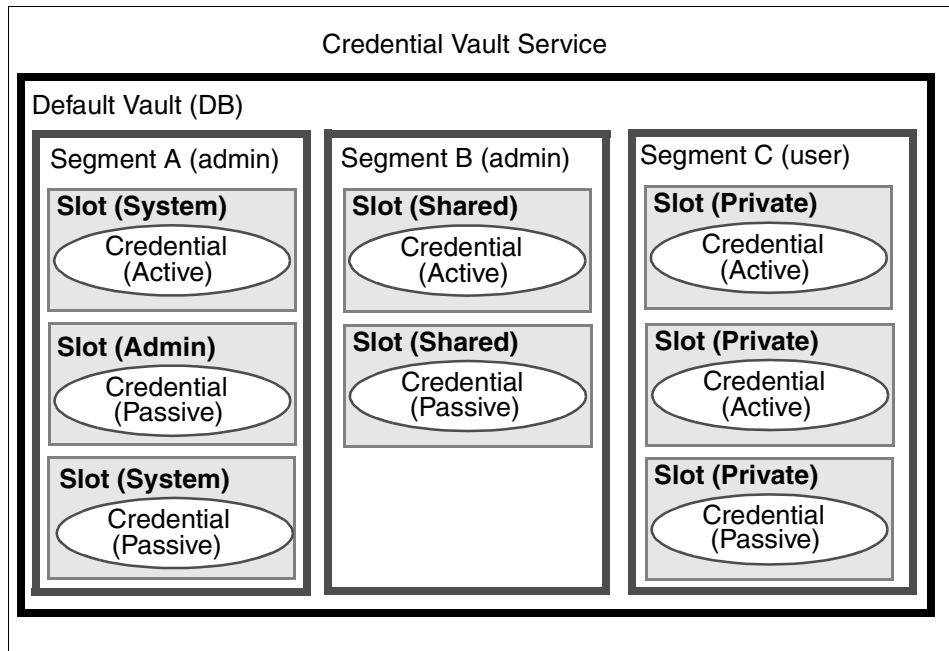 Credential Vault Service
Default Vault (DB)
Segment A (admin)
Slot (System)
Credential
(Active)
Slot (Admin)
Credential
(Passive)
Slot (System)
Credential
(Passive)
Segment B (admin)
Slot (Shared)
Credential
(Active)
Slot (Shared)
Credential
(Passive)
Segment C (user)
Slot (Private)
Credential
(Active)
Slot (Private)
Credential
(Active)
Slot (Private)
Credential
(Passive)